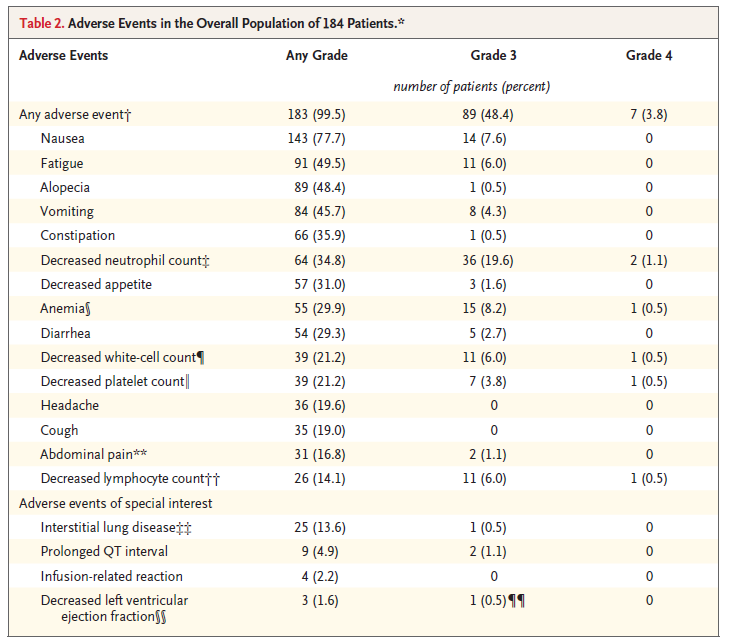 Table 2. Adverse Events in the Overall Population of 184 Patients.*
Adverse Events Any Grade Grade 3 Grade 4
number of patients (percent)
Any adverse event† 183 (99.5) 89 (48.4) 7 (3.8)
Nausea 143 (77.7) 14 (7.6) 0
Fatigue 91 (49.5) 11 (6.0) 0
Alopecia 89 (48.4) 1 (0.5) 0
Vomiting 84 (45.7) 8 (4.3) 0
Constipation 66 (35.9) 1 (0.5) 0
Decreased neutrophil count‡ 64 (34.8) 36 (19.6) 2 (1.1)
Decreased appetite 57 (31.0) 3 (1.6) 0
Anemia§ 55 (29.9) 15 (8.2) 1 (0.5)
Diarrhea 54 (29.3) 5 (2.7) 0
Decreased white-cell count¶ 39 (21.2) 11 (6.0) 1 (0.5)
Decreased platelet count‖ 39 (21.2) 7 (3.8) 1 (0.5)
Headache 36 (19.6) 0 0
Cough 35 (19.0) 0 0
Abdominal pain** 31 (16.8) 2 (1.1) 0
Decreased lymphocyte count†† 26 (14.1) 11 (6.0) 1 (0.5)
Adverse events of special interest
Interstitial lung disease‡‡ 25 (13.6) 1 (0.5) 0
Prolonged QT interval 9 (4.9) 2 (1.1) 0
Infusion-related reaction 4 (2.2) 0 0
Decreased left ventricular 3 (1.6) 1 (0.5)¶¶ 0
ejection fraction§§